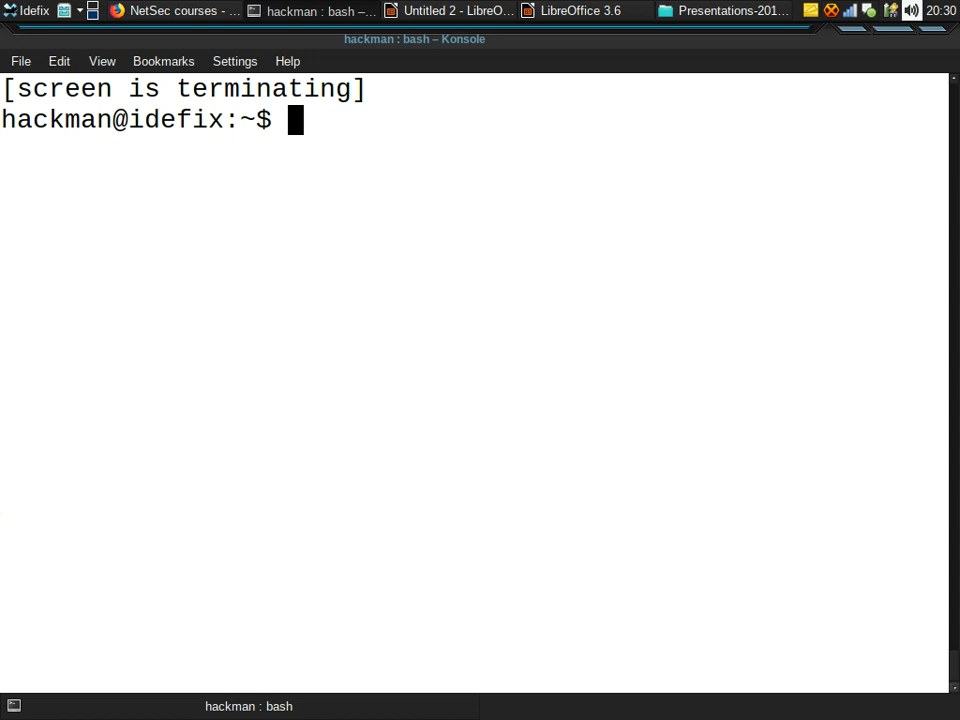 Idefix NetSec courses - ... hackman : bash –... Untitled 2 - LibreO... LibreOffice 3.6 Presentations-201... 20:30
hackman : bash – Konsole
File Edit View Bookmarks Settings Help
[screen is terminating]
hackman@idefix:~$
hackman : bash